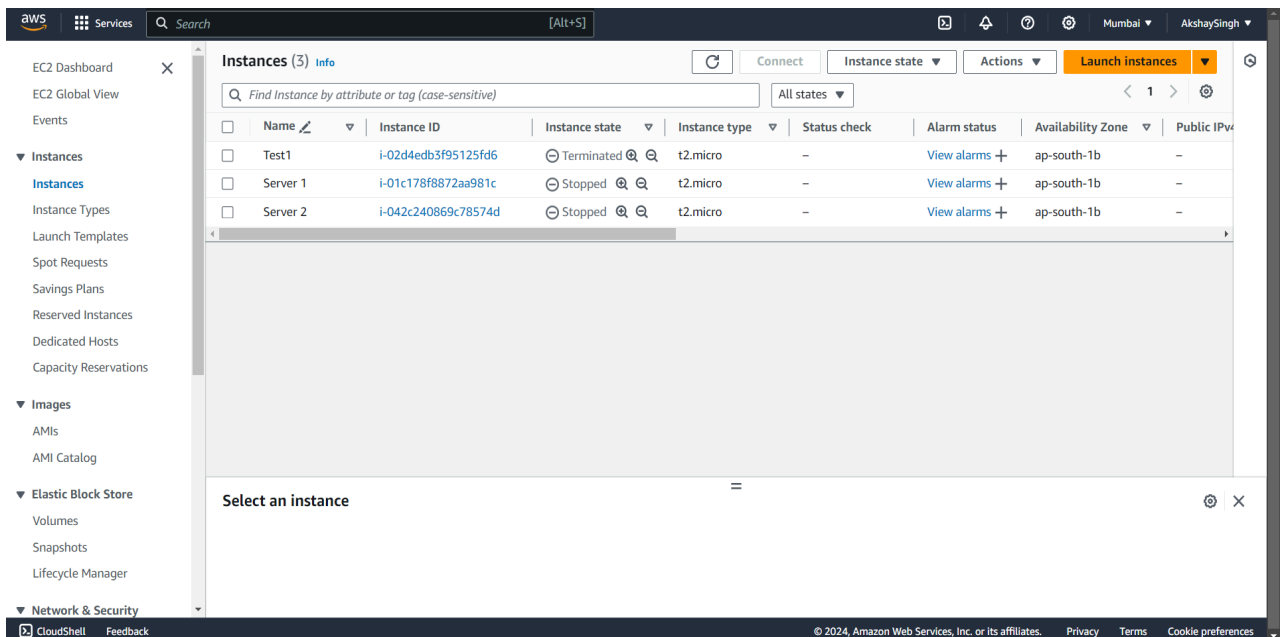 aws Services Search [Alt+S] Mumbai ▼ AkshaySingh ▼
EC2 Dashboard
EC2 Global View
Events
▼ Instances
Instances
Instance Types
Launch Templates
Spot Requests
Savings Plans
Reserved Instances
Dedicated Hosts
Capacity Reservations
▼ Images
AMIs
AMI Catalog
▼ Elastic Block Store
Volumes
Snapshots
Lifecycle Manager
▼ Network & Security
Instances (3) Info Connect Instance state ▼ Actions ▼ Launch instances ▼
Find Instance by attribute or tag (case-sensitive) All states ▼ < 1 >
Name Instance ID Instance state Instance type Status check Alarm status Availability Zone Public IPv4
Test1 i-02d4edb3f95125fd6 Terminated t2.micro – View alarms + ap-south-1b –
Server 1 i-01c178f8872aa981c Stopped t2.micro – View alarms + ap-south-1b –
Server 2 i-042c240869c78574d Stopped t2.micro – View alarms + ap-south-1b –
Select an instance
CloudShell Feedback © 2024, Amazon Web Services, Inc. or its affiliates. Privacy Terms Cookie preferences